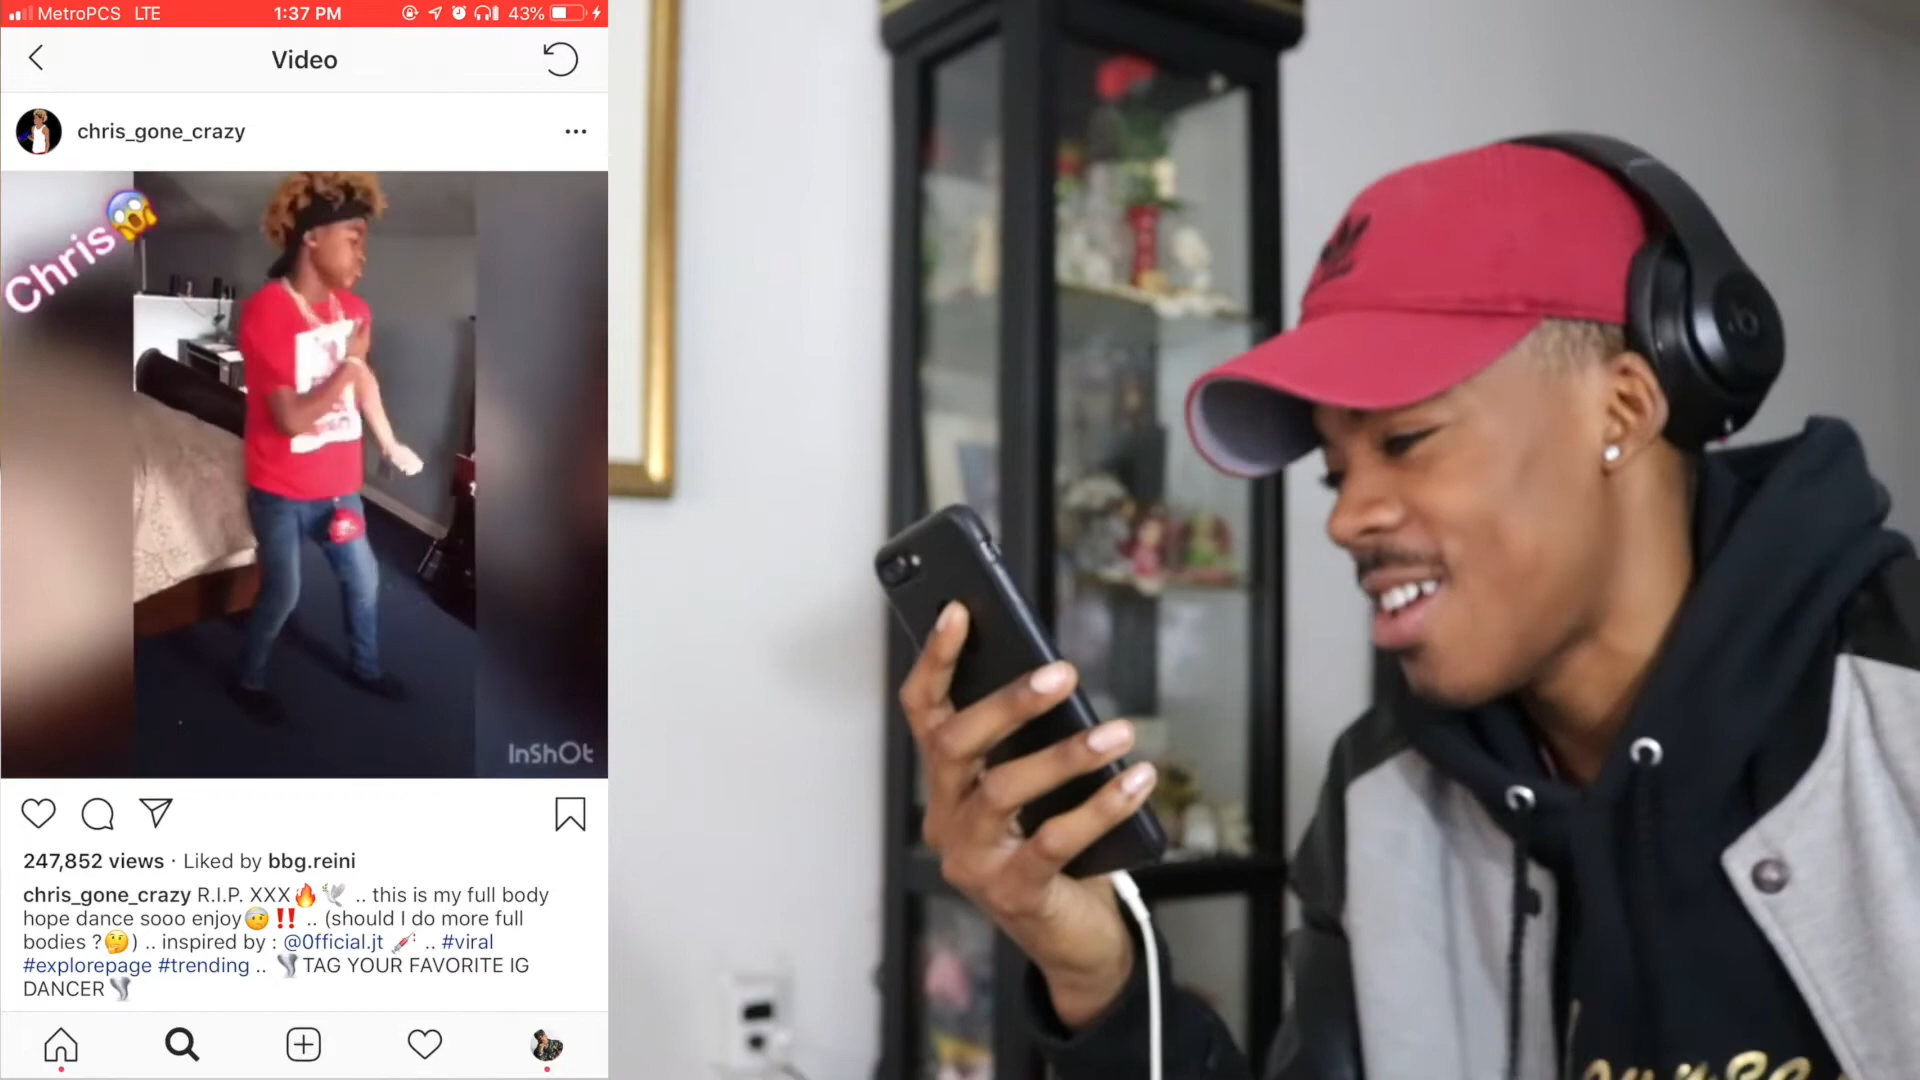 MetroPCS LTE 1:37 PM 43%
Video
chris_gone_crazy
Chris😱
InShOt
247,852 views · Liked by bbg.reini
chris_gone_crazy R.I.P. XXX🔥🕊 .. this is my full body
hope dance sooo enjoy🤕‼️ .. (should I do more full
bodies ?🤔) .. inspired by : @0fficial.jt 💉 .. #viral
#explorepage #trending .. 🌪TAG YOUR FAVORITE IG
DANCER🌪